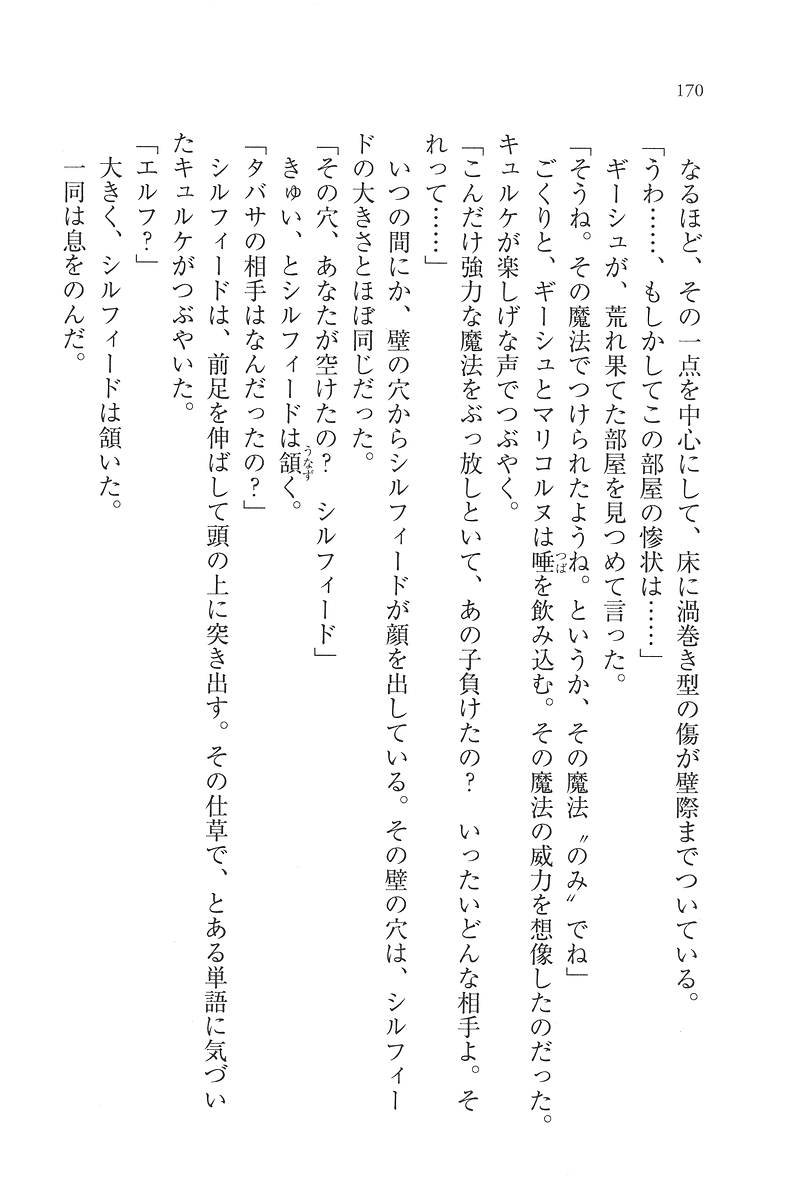 170
なるほど、その一点を中心にして、床に渦巻き型の傷が壁際までついている。
「うわ……、もしかしてこの部屋の惨状は……」
ギーシュが、荒れ果てた部屋を見つめて言った。
「そうね。その魔法でつけられたようね。というか、その魔法〝のみ〟でね」
ごくりと、ギーシュとマリコルヌは唾を飲み込む。その魔法の威力を想像したのだった。
つば
キュルケが楽しげな声でつぶやく。
「こんだけ強力な魔法をぶっ放しといて、あの子負けたの？　いったいどんな相手よ。そ
れって……」
いつの間にか、壁の穴からシルフィードが顔を出している。その壁の穴は、シルフィー
ドの大きさとほぼ同じだった。
「その穴、あなたが空けたの？　シルフィード」
きゅい、とシルフィードは頷く。
うなず
「タバサの相手はなんだったの？」
シルフィードは、前足を伸ばして頭の上に突き出す。その仕草で、とある単語に気づい
たキュルケがつぶやいた。
「エルフ？」
大きく、シルフィードは頷いた。
一同は息をのんだ。